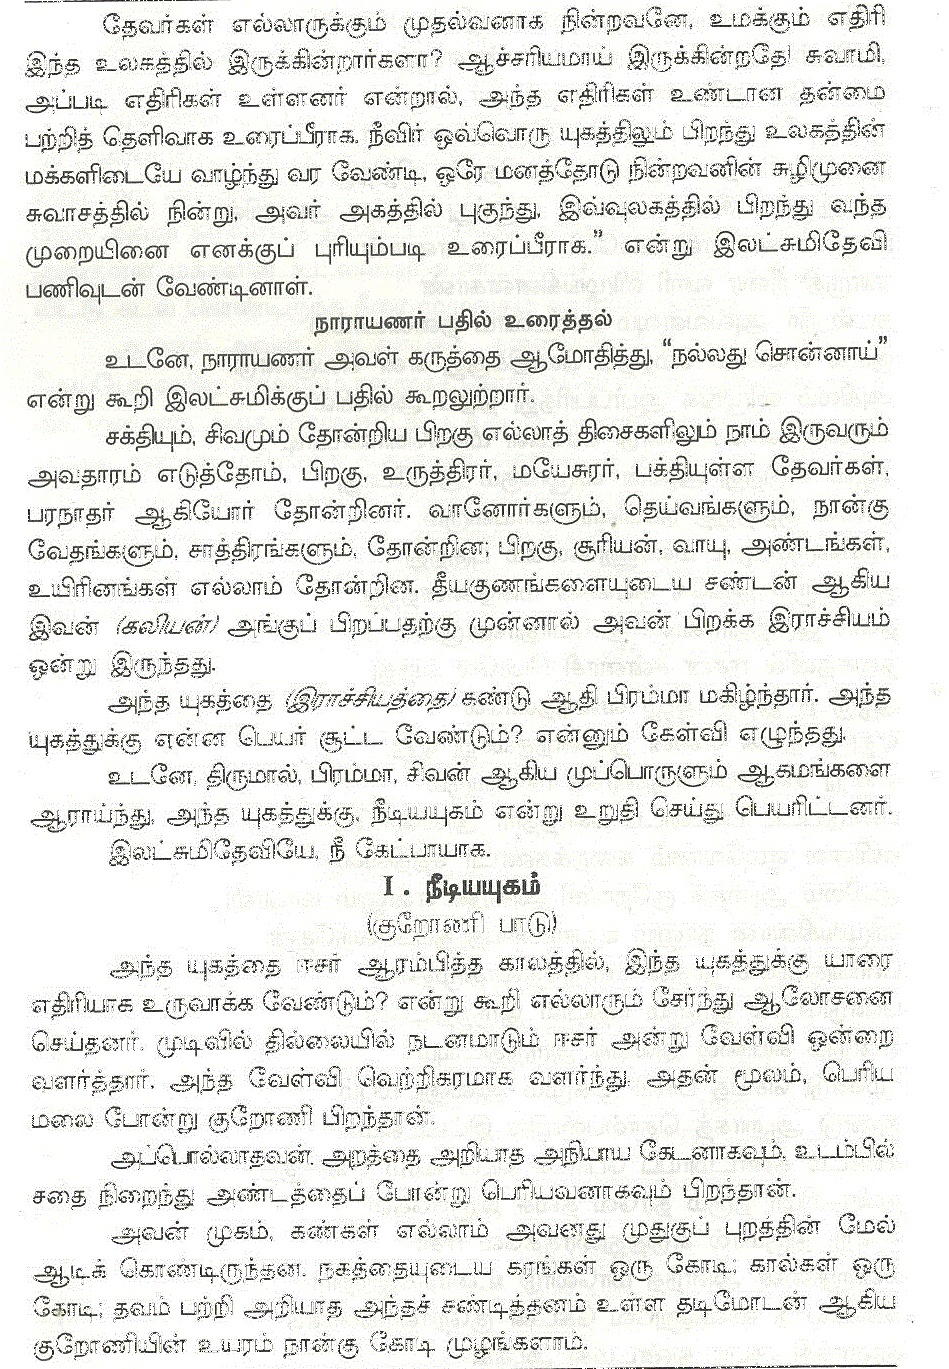 தேவர்கள் எல்லாருக்கும் முதல்வனாக நின்றவனே, உமக்கும் எதிரி
இந்த உலகத்தில் இருக்கின்றார்களா? ஆச்சரியமாய் இருக்கின்றதே! சுவாமி,
அப்படி எதிரிகள் உள்ளனர் என்றால், அந்த எதிரிகள் உண்டான தன்மை
பற்றித் தெளிவாக உரைப்பீராக. நீவிர் ஒவ்வொரு யுகத்திலும் பிறந்து உலகத்தின்
மக்களிடையே வாழ்ந்து வர வேண்டி, ஒரே மனத்தோடு நின்றவனின் சுழிமுனை
சுவாசத்தில் நின்று, அவர் அகத்தில் புகுந்து, இவ்வுலகத்தில் பிறந்து வந்த
முறையினை எனக்குப் புரியும்படி உரைப்பீராக." என்று இலட்சுமிதேவி
பணிவுடன் வேண்டினாள்.
நாராயணர் பதில் உரைத்தல்
உடனே, நாராயணர் அவள் கருத்தை ஆமோதித்து, "நல்லது சொன்னாய்"
என்று கூறி இலட்சுமிக்குப் பதில் கூறலுற்றார்.
சக்தியும், சிவமும் தோன்றிய பிறகு எல்லாத் திசைகளிலும் நாம் இருவரும்
அவதாரம் எடுத்தோம், பிறகு, உருத்திரர், மயேசுரர், பக்தியுள்ள தேவர்கள்,
பரநாதர் ஆகியோர் தோன்றினர். வானோர்களும், தெய்வங்களும், நான்கு
வேதங்களும், சாத்திரங்களும், தோன்றின; பிறகு, சூரியன், வாயு, அண்டங்கள்,
உயிரினங்கள் எல்லாம் தோன்றின. தீயகுணங்களையுடைய சண்டன் ஆகிய
இவன் (கலியன்) அங்குப் பிறப்பதற்கு முன்னால் அவன் பிறக்க இராச்சியம்
ஒன்று இருந்தது.
அந்த யுகத்தை (இராச்சியத்தை) கண்டு ஆதி பிரம்மா மகிழ்ந்தார். அந்த
யுகத்துக்கு என்ன பெயர் சூட்ட வேண்டும்? என்னும் கேள்வி எழுந்தது.
உடனே, திருமால், பிரம்மா, சிவன் ஆகிய முப்பொருளும் ஆகமங்களை
ஆராய்ந்து, அந்த யுகத்துக்கு, நீடியயுகம் என்று உறுதி செய்து பெயரிட்டனர்.
இலட்சுமிதேவியே, நீ கேட்பாயாக.
I . நீடியயுகம்
(குறோணி பாடு)
அந்த யுகத்தை ஈசர் ஆரம்பித்த காலத்தில், இந்த யுகத்துக்கு யாரை
எதிரியாக உருவாக்க வேண்டும்? என்று கூறி எல்லாரும் சேர்ந்து ஆலோசனை
செய்தனர். முடிவில் தில்லையில் நடனமாடும் ஈசர் அன்று வேள்வி ஒன்றை
வளர்த்தார். அந்த வேள்வி வெற்றிகரமாக வளர்ந்து, அதன் மூலம், பெரிய
மலை போன்று குறோணி பிறந்தான்.
அப்பொல்லாதவன், அறத்தை அறியாத அநியாய கேடனாகவும், உடம்பில்
சதை நிறைந்து அண்டத்தைப் போன்று பெரியவனாகவும் பிறந்தான்.
அவன் முகம், கண்கள் எல்லாம் அவனது முதுகுப் புறத்தின் மேல்
ஆடிக் கொண்டிருந்தன. நகத்தையுடைய கரங்கள் ஒரு கோடி; கால்கள் ஒரு
கோடி; தவம் பற்றி அறியாத அந்தச் சண்டித்தனம் உள்ள தடிமோடன் ஆகிய
குறோணியின் உயரம் நான்கு கோடி முழங்களாம்.